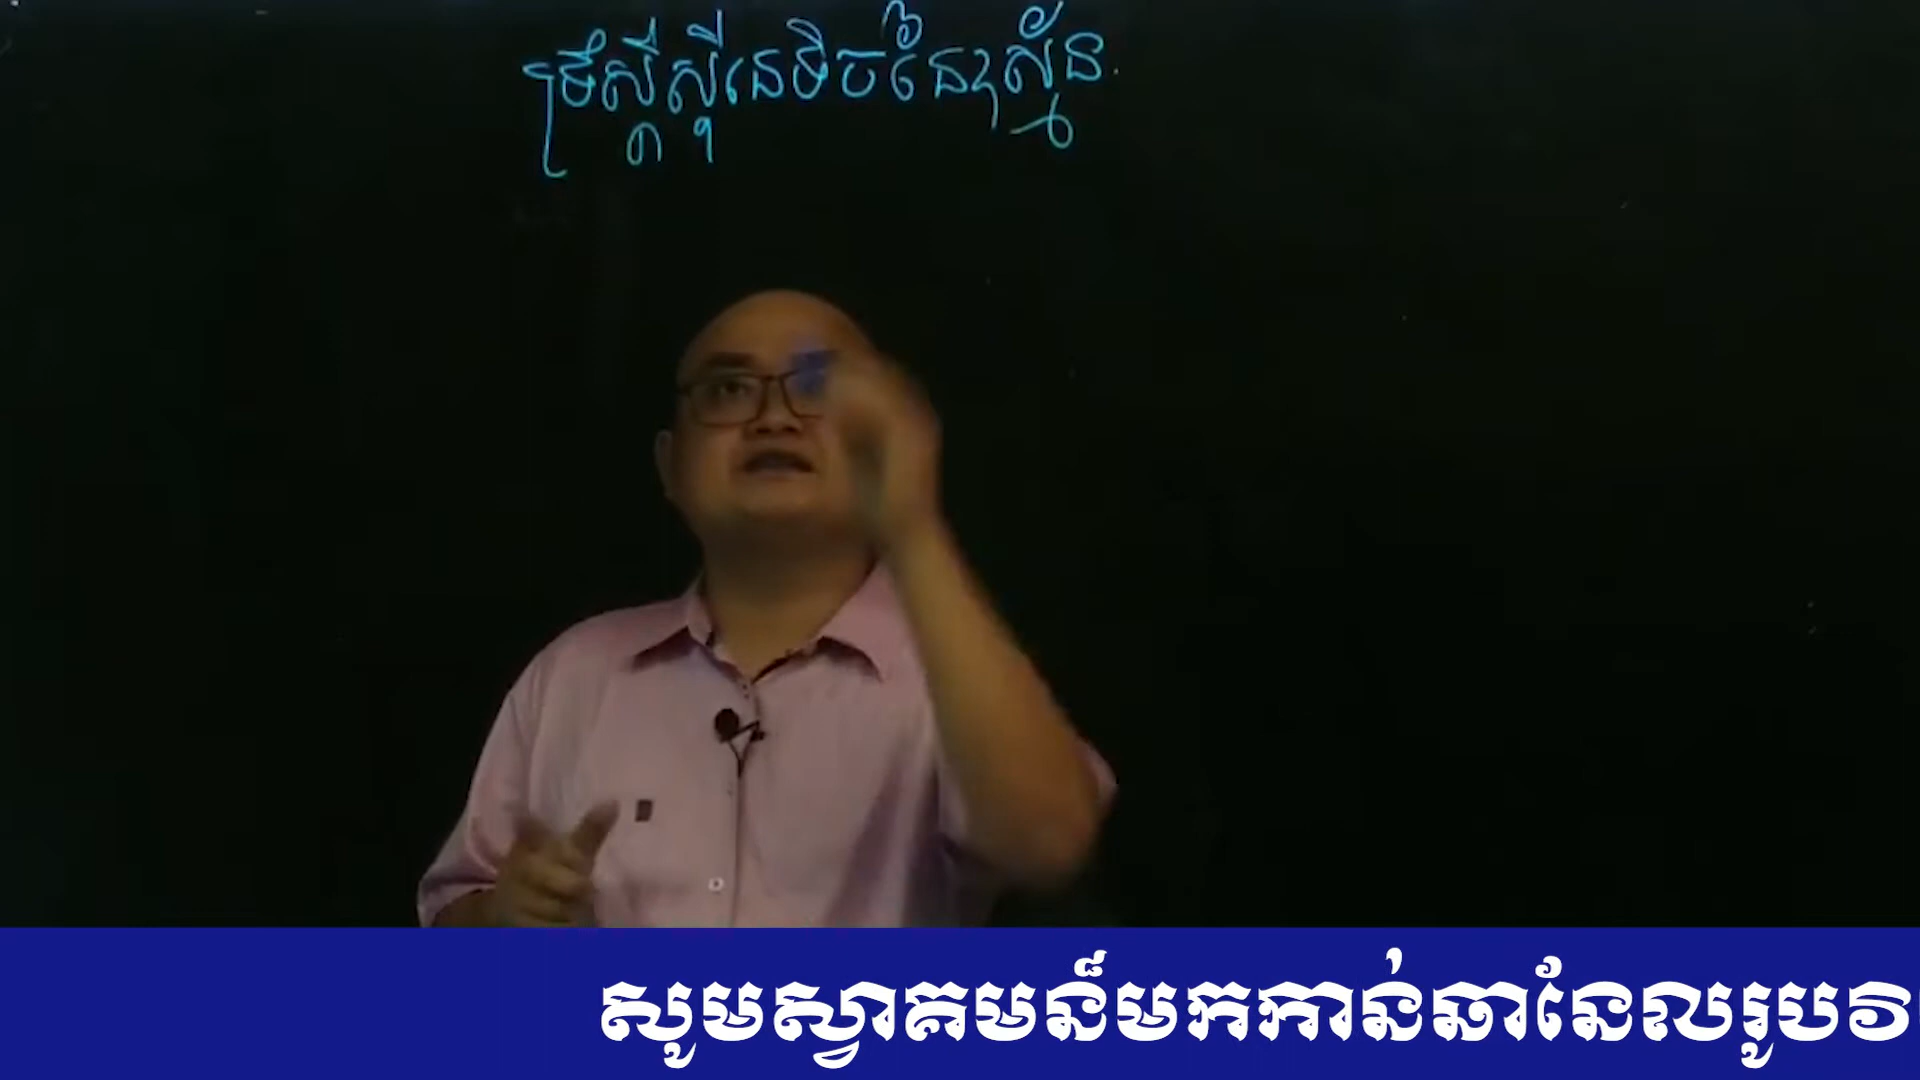 ទ្រឹស្តីស៊ីនេទិចនៃឧស្ម័ន
សូមស្វាគមន៍មកកាន់ឆានែលរូបវិ